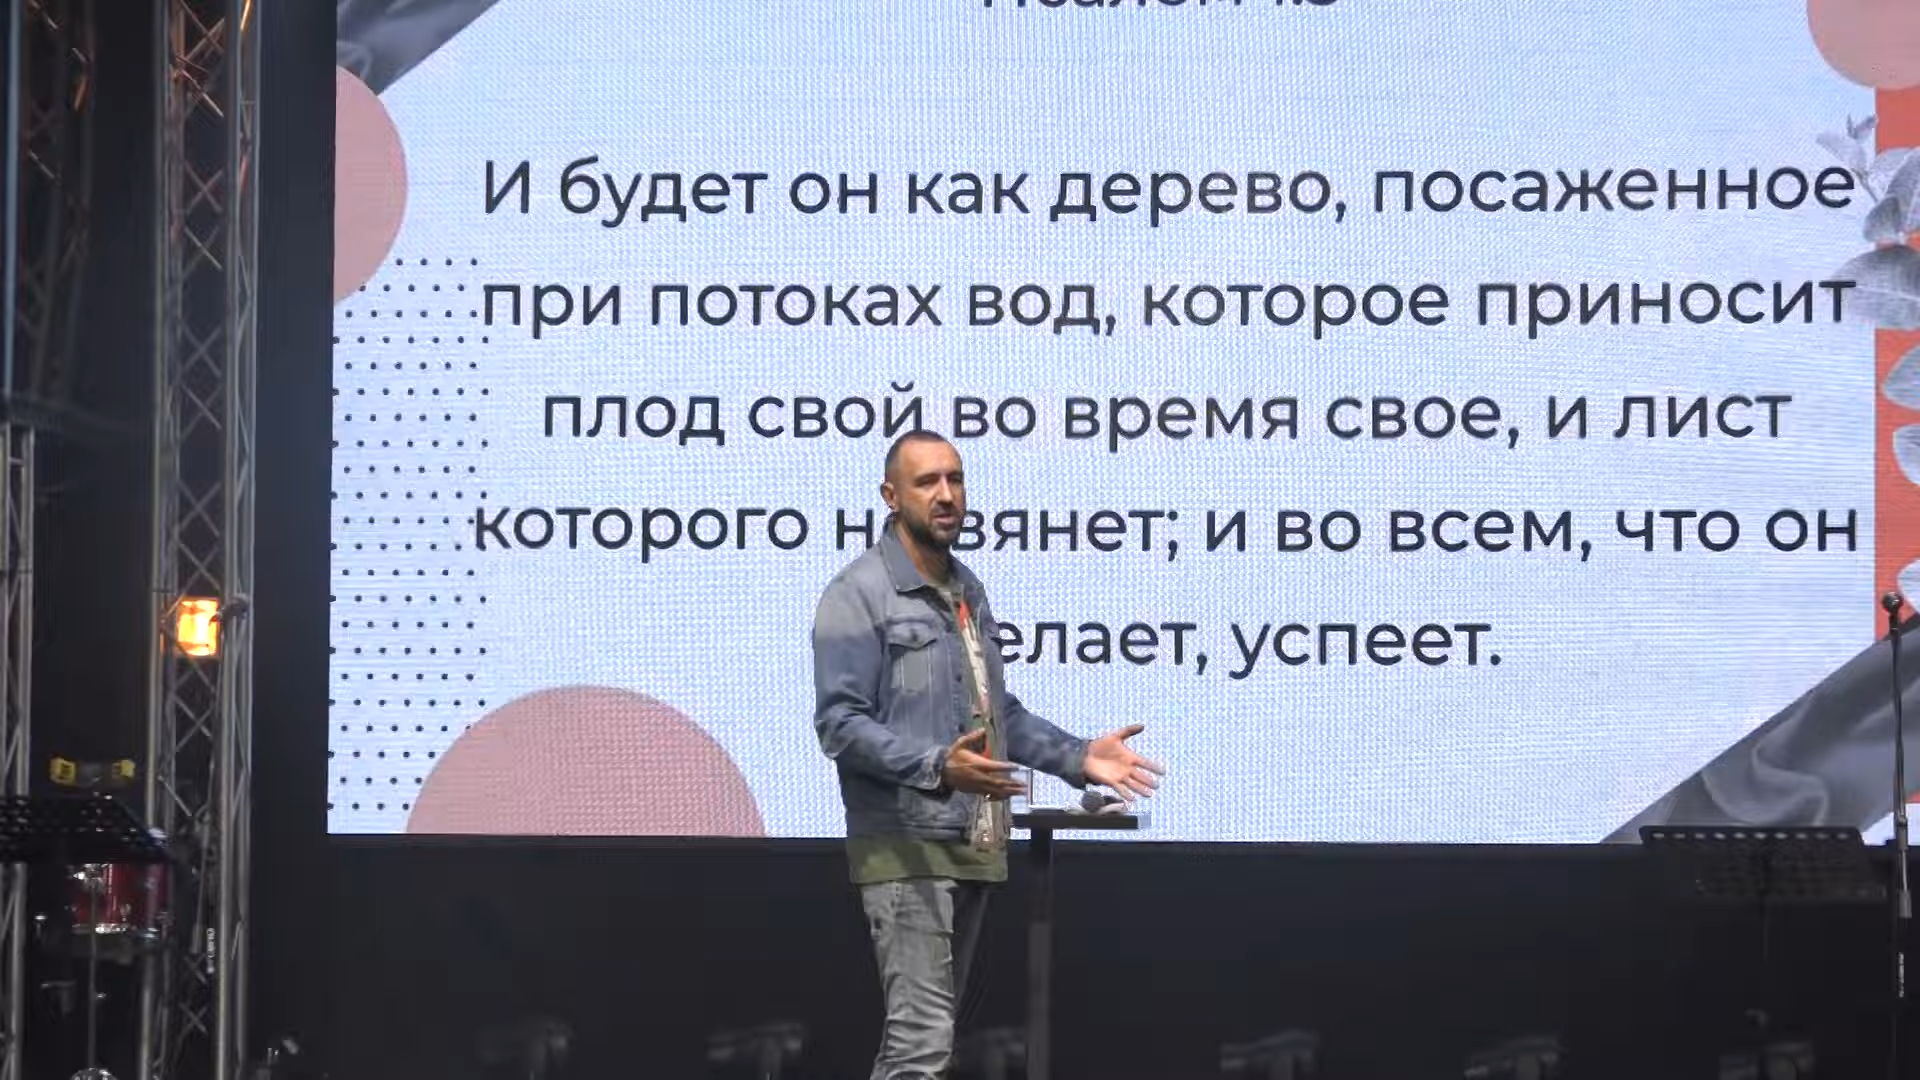 И будет он как дерево, посаженное
при потоках вод, которое приносит
плод свой во время свое, и лист
которого вянет; и во всем, что он
елает, успеет.